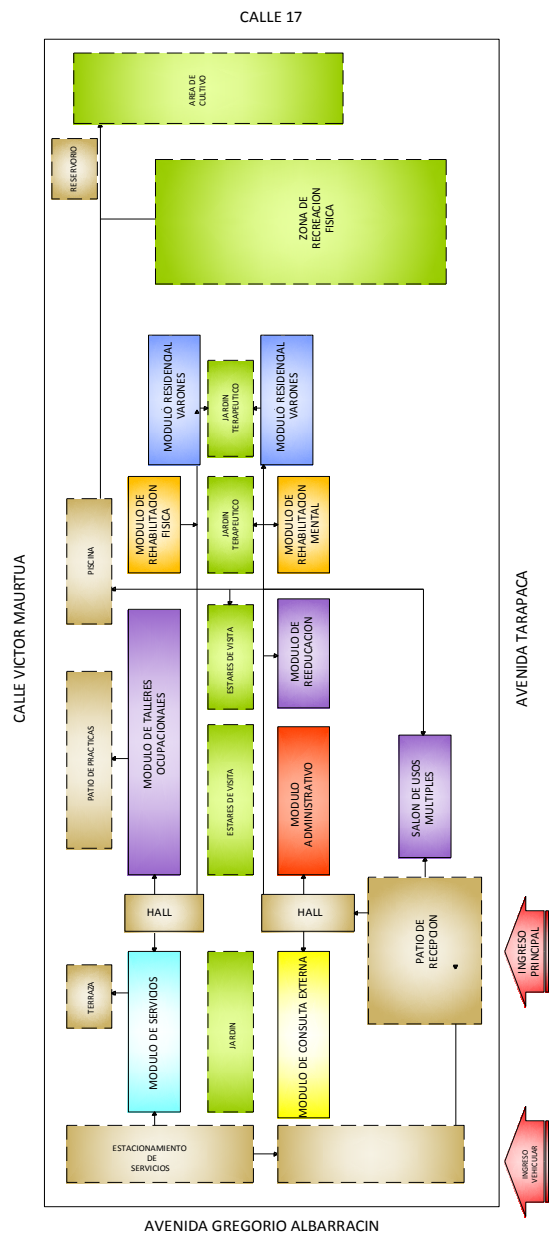 CALLE 17
AREA DE
CULTIVO
RESERVORIO
ZONA DE
RECREACION
FISICA
MODULO RESIDENCIAL
VARONES
JARDIN
TERAPEUTICO
MODULO RESIDENCIAL
VARONES
MODULO DE
REHABILITACION
FISICA
JARDIN
TERAPEUTICO
MODULO DE
REHABILITACION
MENTAL
PISCINA
CALLE VICTOR MAURTUA
AVENIDA TARAPACA
MODULO DE TALLERES
OCUPACIONALES
ESTARES DE VISITA
MODULO DE
REEDUCACION
PATIO DE PRACTICAS
ESTARES DE VISITA
MODULO
ADMINISTRATIVO
SALON DE USOS
MULTIPLES
HALL
HALL
PATIO DE
RECEPCION
INGRESO
PRINCIPAL
TERRAZA
MODULO DE SERVICIOS
JARDIN
MODULO DE CONSULTA EXTERNA
ESTACIONAMIENTO
DE
SERVICIOS
INGRESO
VEHICULAR
AVENIDA GREGORIO ALBARRACIN